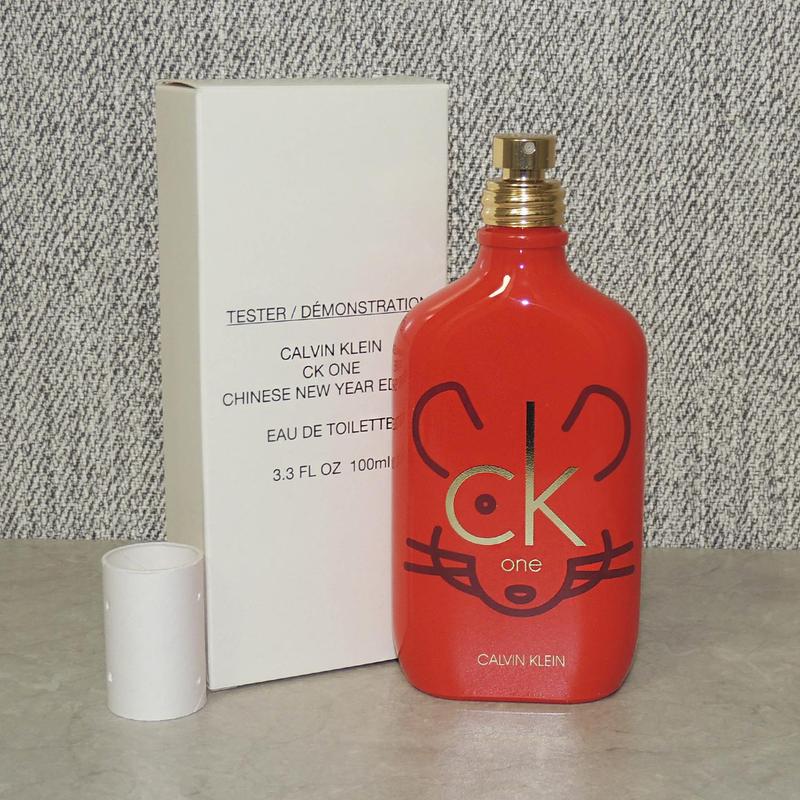 TESTER / DÉMONSTRATION
CALVIN KLEIN
CK ONE
CHINESE NEW YEAR
EAU DE TOILETTE
3.3 FL OZ 100ml
ck
one
CALVIN KLEIN